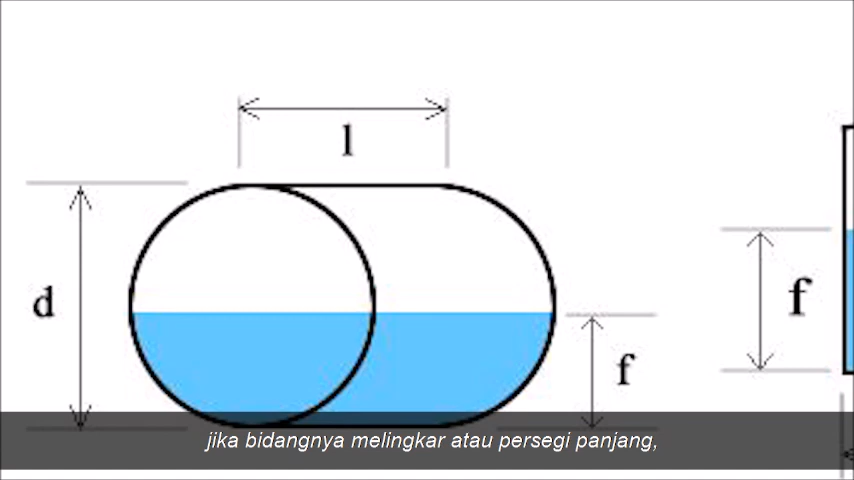 l
d
f
f
jika bidangnya melingkar atau persegi panjang,